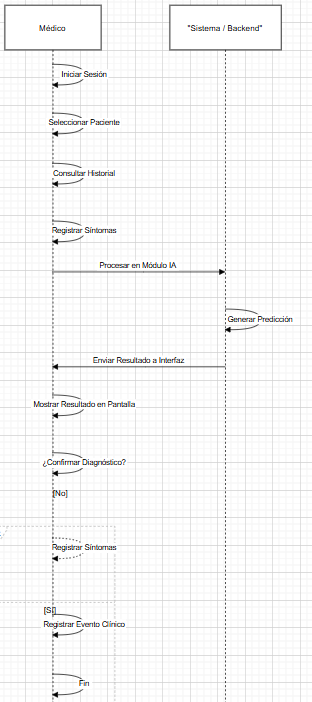 Médico
"Sistema / Backend"
Iniciar Sesión
Seleccionar Paciente
Consultar Historial
Registrar Síntomas
Procesar en Módulo IA
Generar Predicción
Enviar Resultado a Interfaz
Mostrar Resultado en Pantalla
¿Confirmar Diagnóstico?
[No]
Registrar Síntomas
[Sí]
Registrar Evento Clínico
Fin